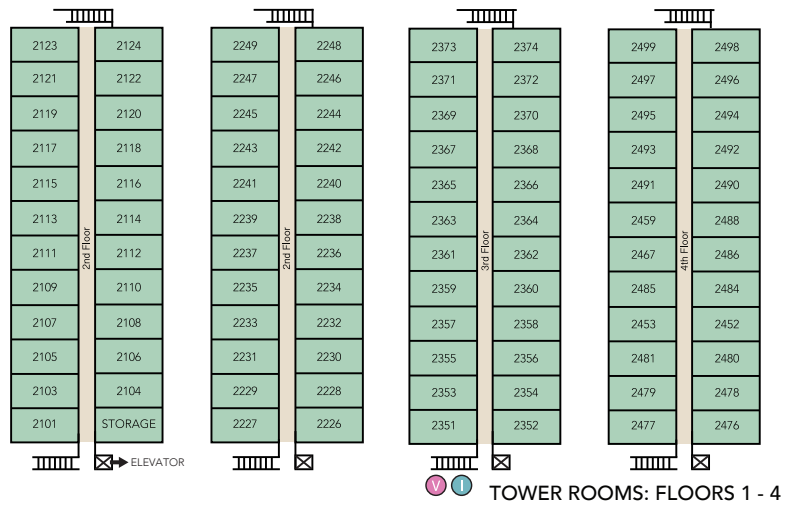 2123 2124 2249 2248 2373 2374 2499 2498
2121 2122 2247 2246 2371 2372 2497 2496
2119 2120 2245 2244 2369 2370 2495 2494
2117 2118 2243 2242 2367 2368 2493 2492
2115 2116 2241 2240 2365 2366 2491 2490
2113 2114 2239 2238 2363 2364 2459 2488
2nd Floor 2nd Floor 3rd Floor 4th Floor
2111 2112 2237 2236 2361 2362 2467 2486
2109 2110 2235 2234 2359 2360 2485 2484
2107 2108 2233 2232 2357 2358 2453 2452
2105 2106 2231 2230 2355 2356 2481 2480
2103 2104 2229 2228 2353 2354 2479 2478
2101 STORAGE 2227 2226 2351 2352 2477 2476
ELEVATOR
V I TOWER ROOMS: FLOORS 1 - 4